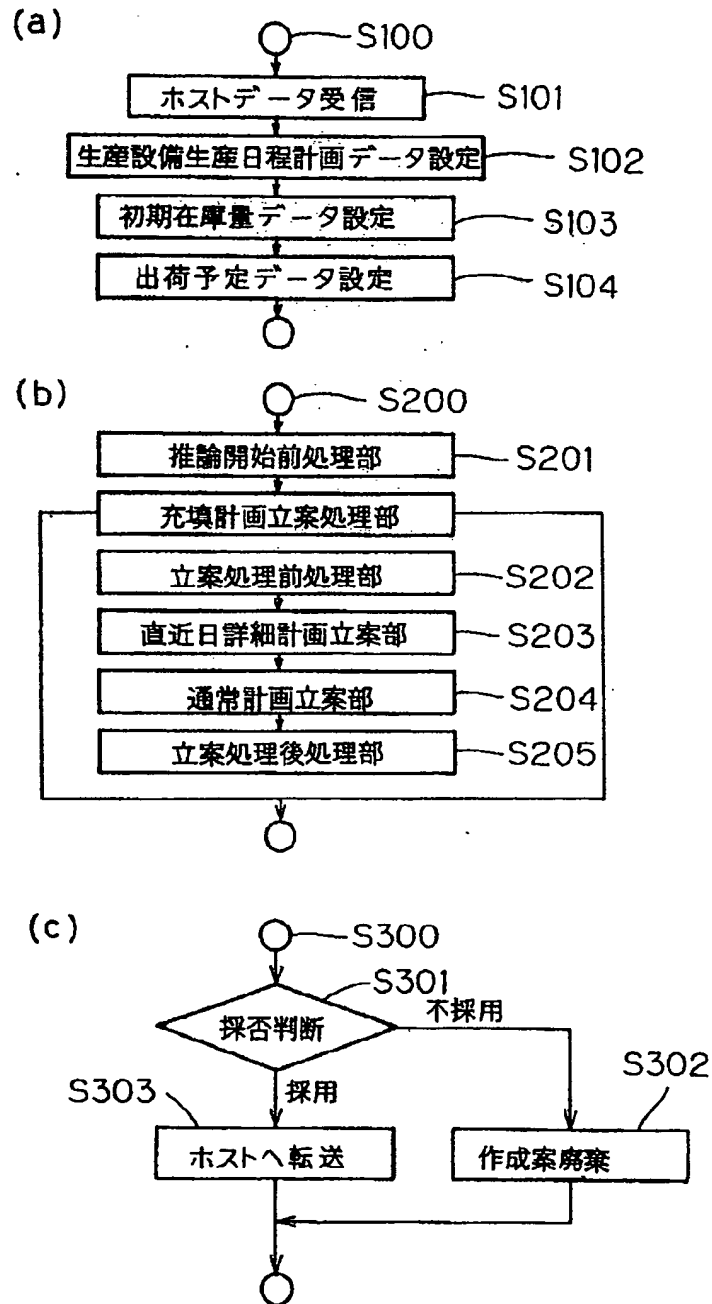 (a)
S100
ホストデータ受信
S101
生産設備生産日程計画データ設定
S102
初期在庫量データ設定
S103
出荷予定データ設定
S104
(b)
S200
推論開始前処理部
S201
充填計画立案処理部
立案処理前処理部
S202
直近日詳細計画立案部
S203
通常計画立案部
S204
立案処理後処理部
S205
(c)
S300
S301
採否判断
不採用
採用
S303
S302
ホストへ転送
作成案廃棄